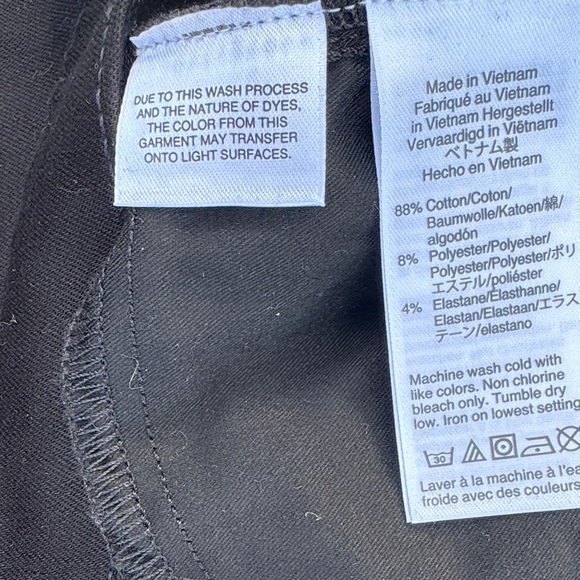 DUE TO THIS WASH PROCESS
AND THE NATURE OF DYES,
THE COLOR FROM THIS
GARMENT MAY TRANSFER
ONTO LIGHT SURFACES.
Made in Vietnam
Fabriqué au Vietnam
in Vietnam Hergestellt
Vervaardigd in Viêtnam
ベトナム製
Hecho en Vietnam
88% Cotton/Coton/
Baumwolle/Katoen/綿/
algodón
8% Polyester/Polyester/
Polyester/Polyester/ポリ
エステル/poliéster
4% Elastane/Élasthanne/
Elastan/Elastaan/エラス
テーン/elastano
Machine wash cold with
like colors. Non chlorine
bleach only. Tumble dry
low. Iron on lowest setting
30
Laver à la machine à l'ea
froide avec des couleurs